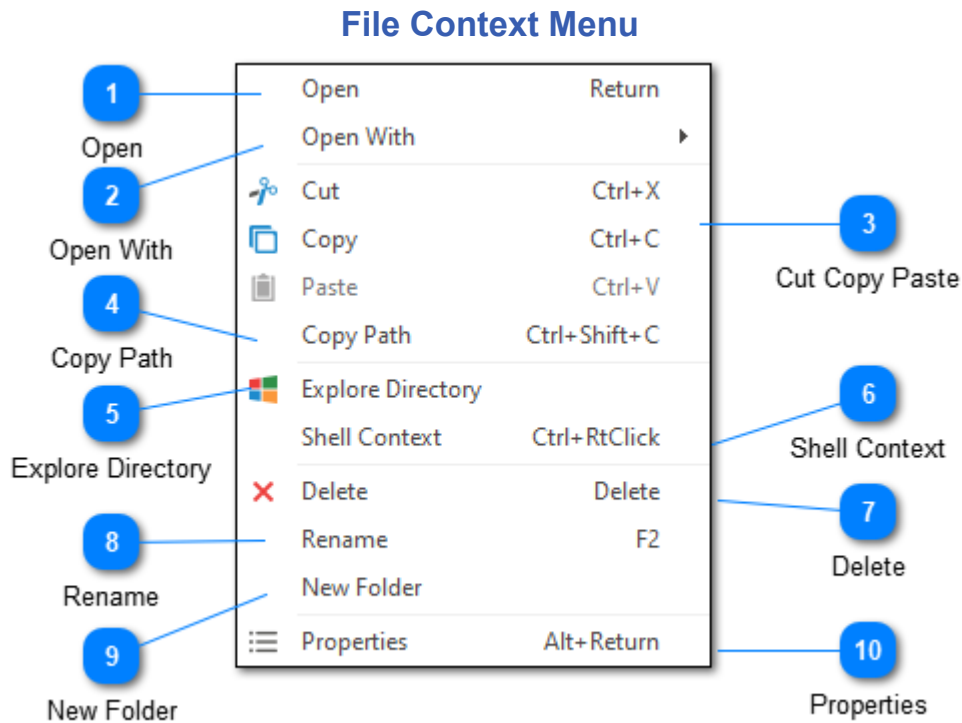 File Context Menu
1
Open
2
Open With
4
Copy Path
5
Explore Directory
8
Rename
9
New Folder
Open Return
Open With
Cut Ctrl+X
Copy Ctrl+C
Paste Ctrl+V
Copy Path Ctrl+Shift+C
Explore Directory
Shell Context Ctrl+RtClick
Delete Delete
Rename F2
New Folder
Properties Alt+Return
3
Cut Copy Paste
6
Shell Context
7
Delete
10
Properties